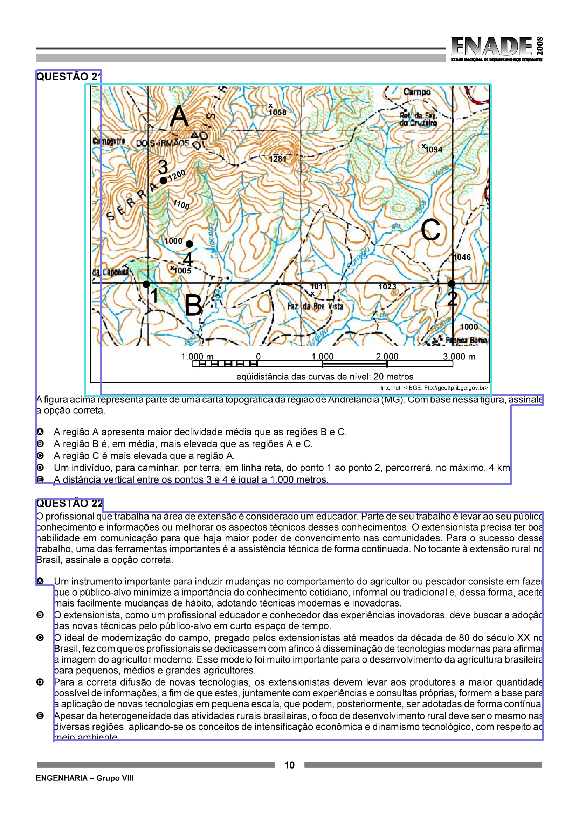 ENADE 2008
EXAME NACIONAL DE DESEMPENHO DOS ESTUDANTES
QUESTÃO 21
A
1058
Campo
Ret. da Seg.
do Cruzeiro
DOIS IRMÃOS
1281
1094
3
1200
SERRA
DOS
1100
C
1000
4
1005
1046
1
B
1011
1023
2
Faz. da Boa Vista
1000
1.000 m 0 1.000 2.000 3.000 m
eqüidistância das curvas de nível: 20 metros
A figura acima representa parte de uma carta topográfica da região de Andrelândia (MG). Com base nessa figura, assinale
a opção correta.
A A região A apresenta maior declividade média que as regiões B e C.
B A região B é, em média, mais elevada que as regiões A e C.
C A região C é mais elevada que a região A.
D Um indivíduo, para caminhar, por terra, em linha reta, do ponto 1 ao ponto 2, percorrerá, no máximo, 4 km.
E A distância vertical entre os pontos 3 e 4 é igual a 1.000 metros.
QUESTÃO 22
O profissional que trabalha na área de extensão é considerado um educador. Parte de seu trabalho é levar ao seu público
conhecimento e informações ou melhorar os aspectos técnicos desses conhecimentos. O extensionista precisa ter boa
habilidade em comunicação para que haja maior poder de convencimento nas comunidades. Para o sucesso desse
trabalho, uma das ferramentas importantes é a assistência técnica de forma continuada. No tocante à extensão rural no
Brasil, assinale a opção correta.
A Um instrumento importante para induzir mudanças no comportamento do agricultor ou pescador consiste em fazer
que o público-alvo minimize a importância do conhecimento cotidiano, informal ou tradicional e, dessa forma, aceite
mais facilmente mudanças de hábito, adotando técnicas modernas e inovadoras.
B O extensionista, como um profissional educador e conhecedor das experiências inovadoras, deve buscar a adoção
das novas técnicas pelo público-alvo em curto espaço de tempo.
C O ideal de modernização do campo, pregado pelos extensionistas até meados da década de 80 do século XX no
Brasil, fez com que os profissionais se dedicassem com afinco à disseminação de tecnologias modernas para afirmar
a imagem do agricultor moderno. Esse modelo foi muito importante para o desenvolvimento da agricultura brasileira
para pequenos, médios e grandes agricultores.
D Para a correta difusão de novas tecnologias, os extensionistas devem levar aos produtores a maior quantidade
possível de informações, a fim de que estes, juntamente com experiências e consultas próprias, formem a base para
a aplicação de novas tecnologias em pequena escala, que podem, posteriormente, ser adotadas de forma contínua.
E Apesar da heterogeneidade das atividades rurais brasileiras, o foco de desenvolvimento rural deve ser o mesmo nas
diversas regiões, aplicando-se os conceitos de intensificação econômica e dinamismo tecnológico, com respeito ao
meio ambiente.
10
ENGENHARIA – Grupo VIII